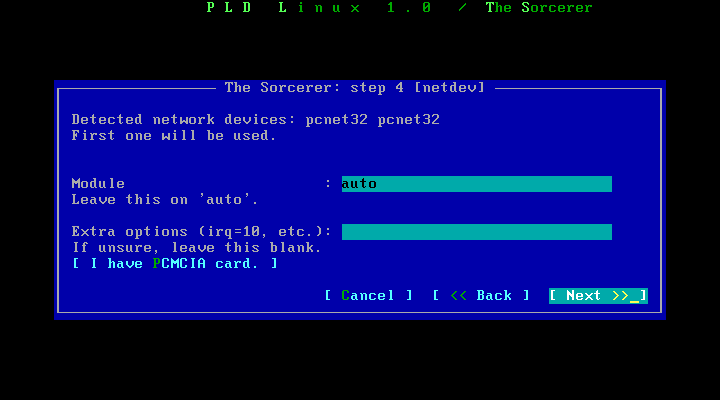 P L D  L i n u x  1 . 0  /  The Sorcerer
The Sorcerer: step 4 [netdev]
Detected network devices: pcnet32 pcnet32
First one will be used.
Module : auto
Leave this on 'auto'.
Extra options (irq=10, etc.):
If unsure, leave this blank.
[ I have PCMCIA card. ]
[ Cancel ] [ << Back ] [ Next >>_]